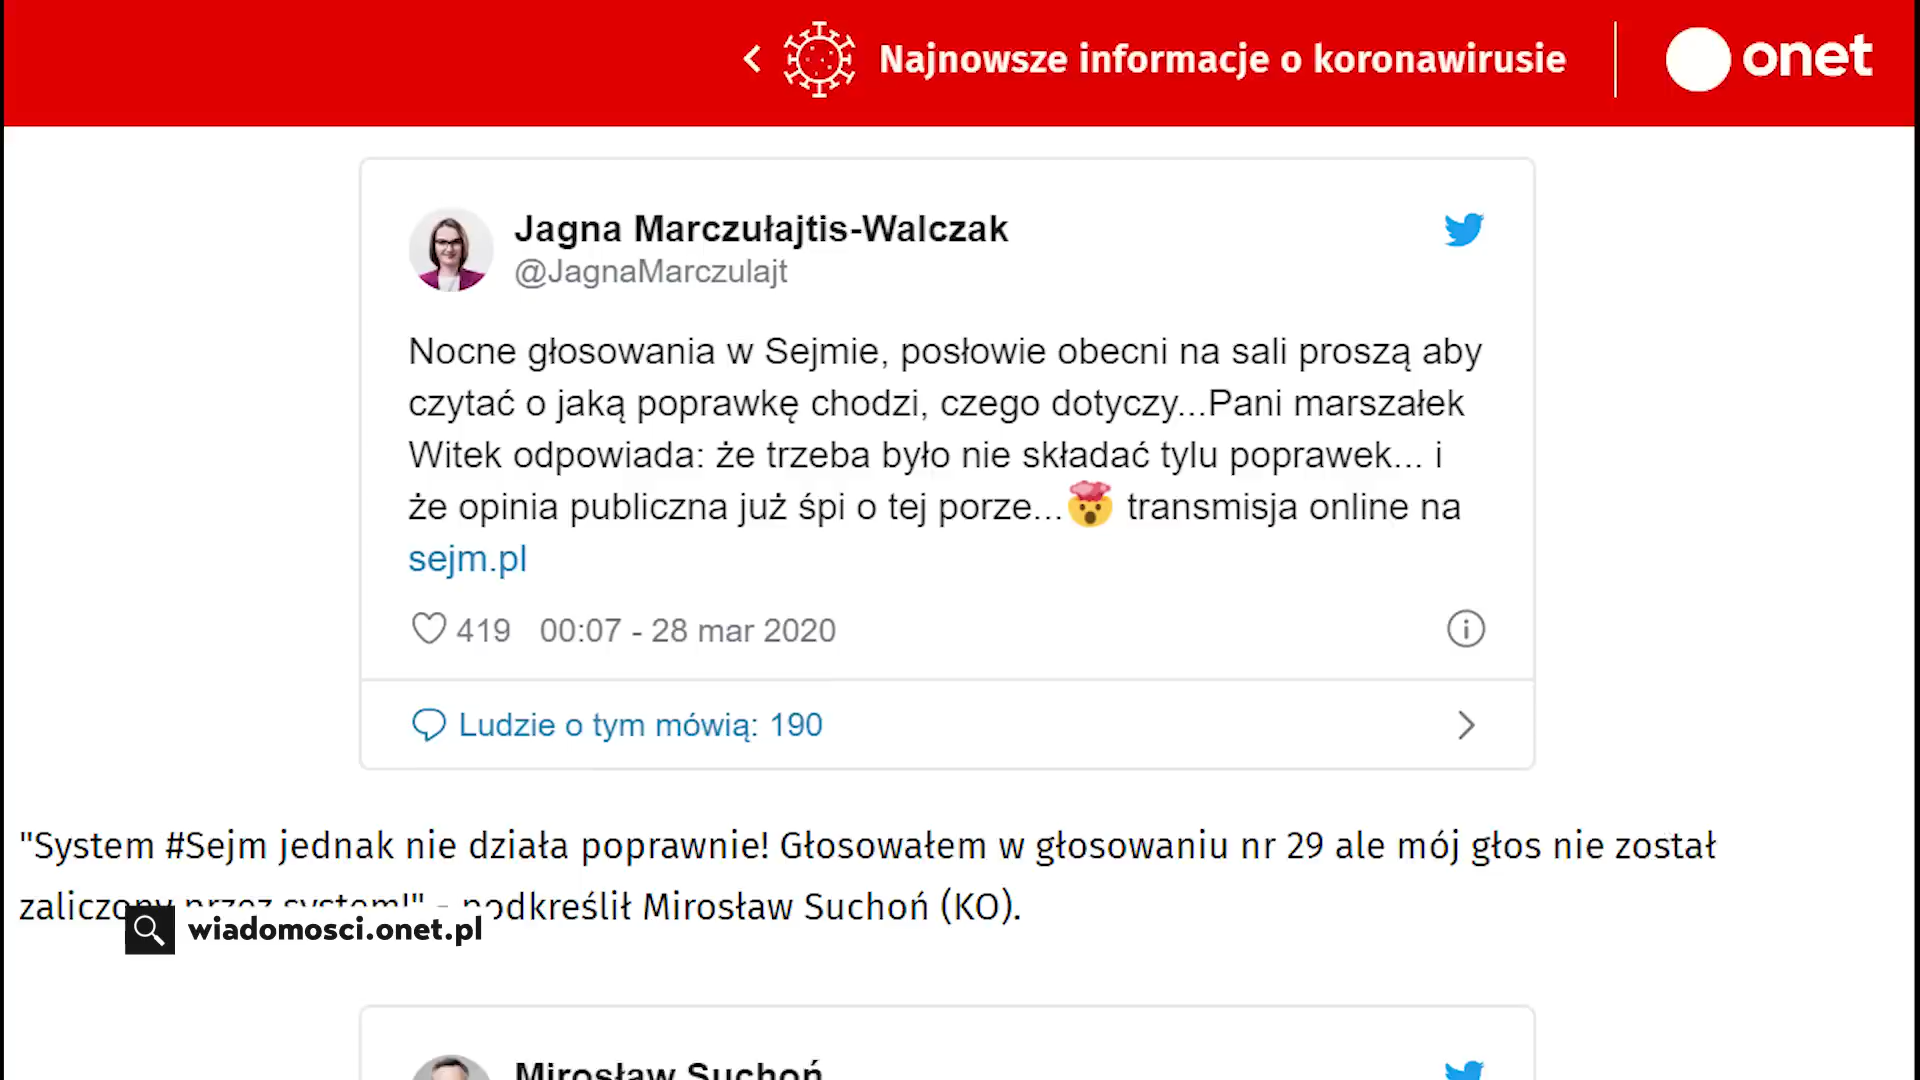 Najnowsze informacje o koronawirusie
onet
Jagna Marczułajtis-Walczak
@JagnaMarczulajt
Nocne głosowania w Sejmie, posłowie obecni na sali proszą aby
czytać o jaką poprawkę chodzi, czego dotyczy...Pani marszałek
Witek odpowiada: że trzeba było nie składać tylu poprawek... i
że opinia publiczna już śpi o tej porze...🤯 transmisja online na
sejm.pl
419 00:07 - 28 mar 2020
Ludzie o tym mówią: 190
"System #Sejm jednak nie działa poprawnie! Głosowałem w głosowaniu nr 29 ale mój głos nie został
zaliczony przez system!" - podkreślił Mirosław Suchoń (KO).
wiadomosci.onet.pl
Mirosław Suchoń